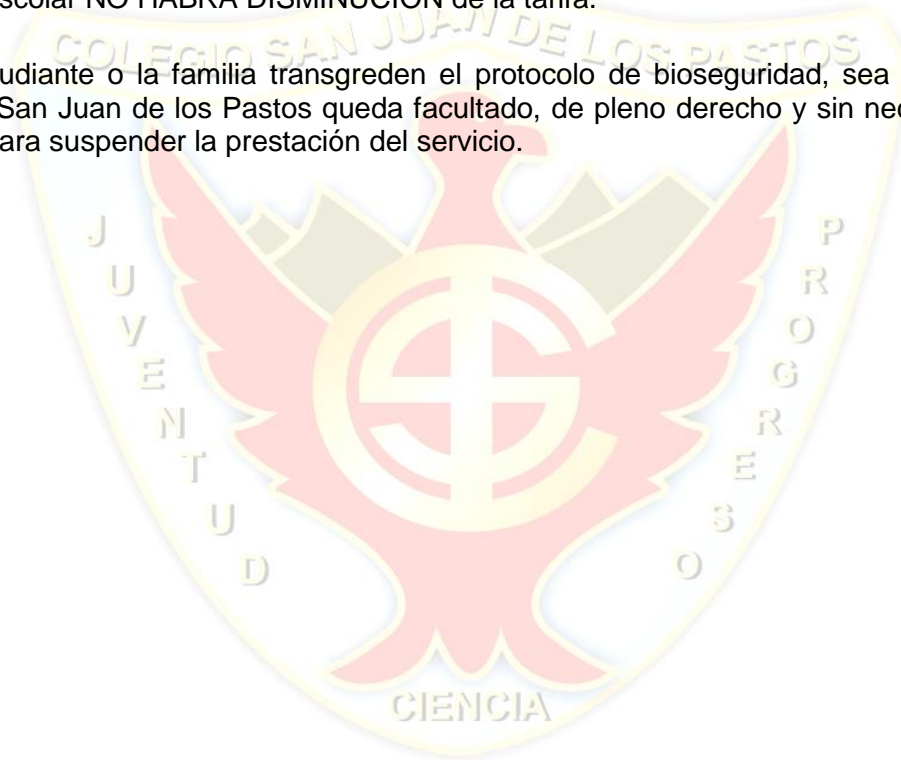 scolar NO HABRÁ DISMINUCIÓN de la tarifa.
COLEGIO SAN JUAN DE LOS PASTOS
udiante o la familia transgreden el protocolo de bioseguridad, sea
San Juan de los Pastos queda facultado, de pleno derecho y sin nec
ara suspender la prestación del servicio.
JUVENTUD
PROGRESO
CIENCIA